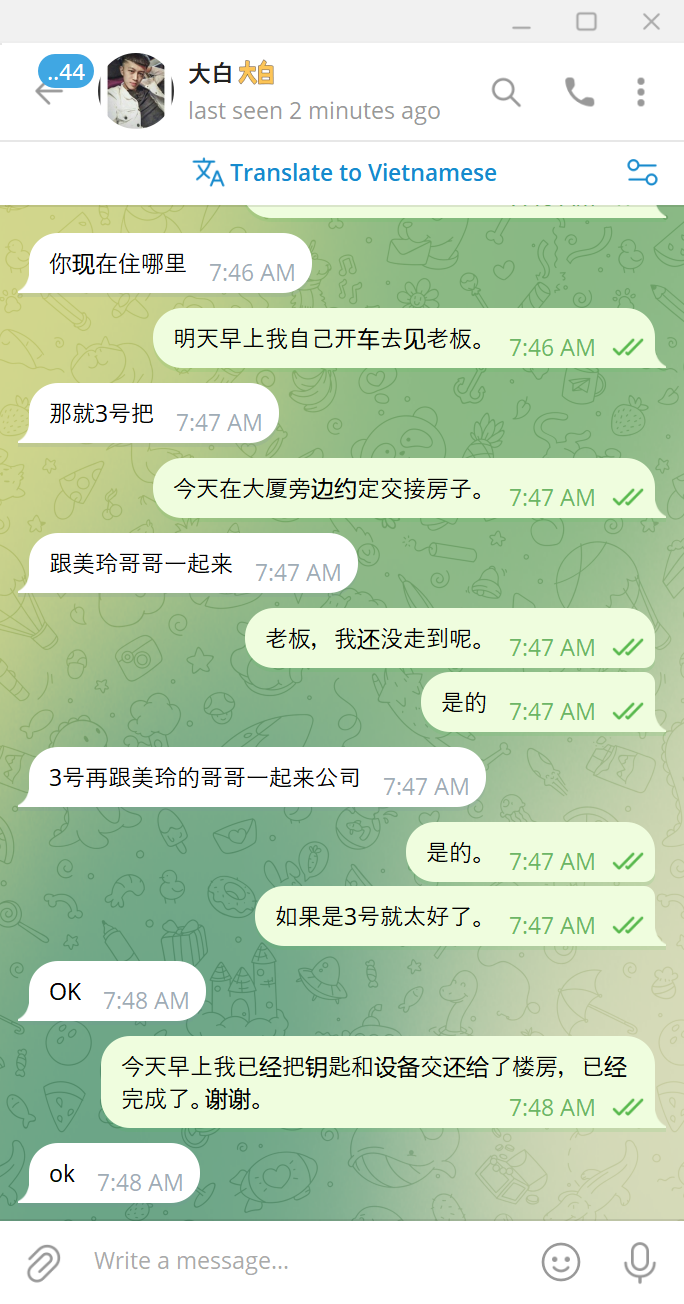 ..44
大白 大白
last seen 2 minutes ago
Translate to Vietnamese
你现在住哪里 7:46 AM
明天早上我自己开车去见老板。 7:46 AM
那就3号把 7:47 AM
今天在大厦旁边约定交接房子。 7:47 AM
跟美玲哥哥一起来 7:47 AM
老板，我还没走到呢。 7:47 AM
是的 7:47 AM
3号再跟美玲的哥哥一起来公司 7:47 AM
是的。 7:47 AM
如果是3号就太好了。 7:47 AM
OK 7:48 AM
今天早上我已经把钥匙和设备交还给了楼房，已经
完成了。谢谢。 7:48 AM
ok 7:48 AM
Write a message...